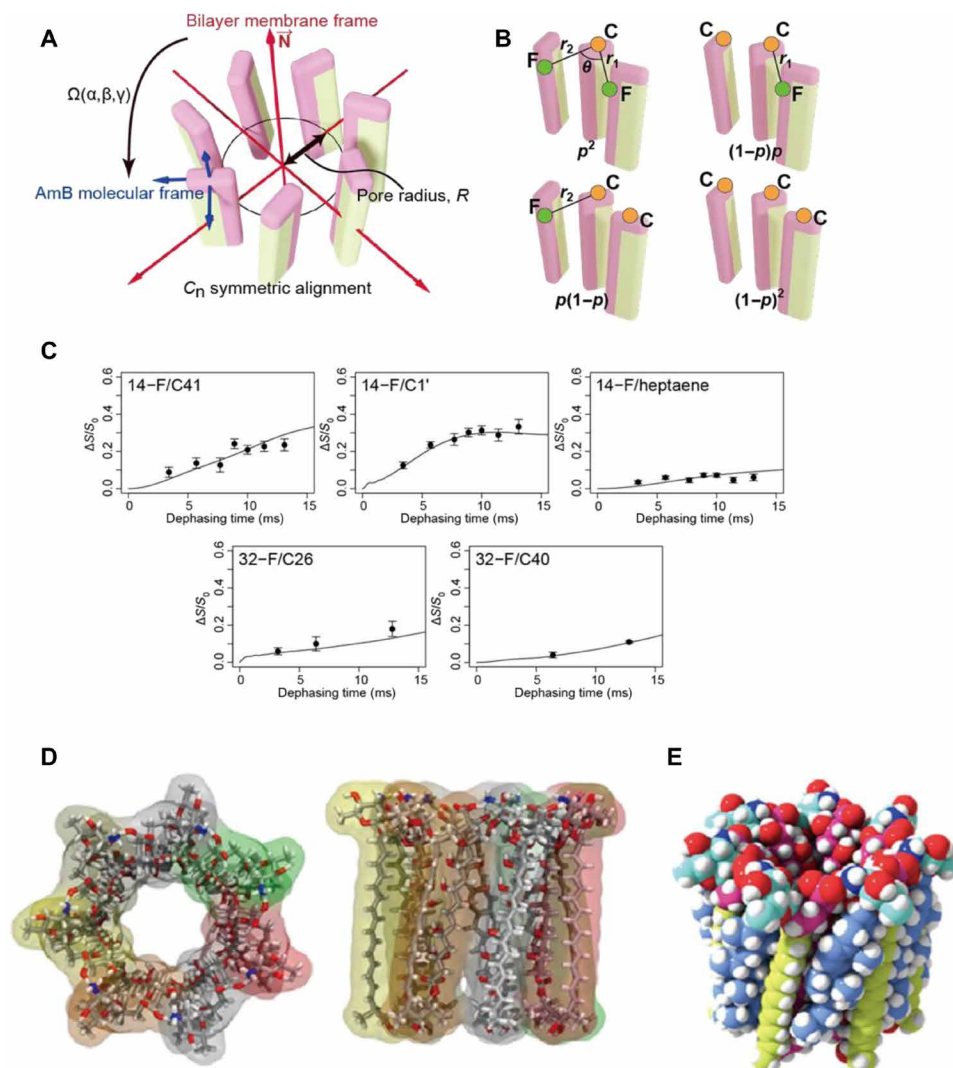 A
Bilayer membrane frame
N
Ω(α,β,γ)
AmB molecular frame
Pore radius, R
Cn symmetric alignment
B
C
F
r2
θ
r1
F
p²
C
C
r1
F
(1−p)p
C
F
r2
C
p(1−p)
C
C
C
(1−p)²
C
14−F/C41
ΔS/S0
0.6
0.4
0.2
0.0
0 5 10 15
Dephasing time (ms)
14−F/C1'
ΔS/S0
0.6
0.4
0.2
0.0
0 5 10 15
Dephasing time (ms)
14−F/heptaene
ΔS/S0
0.6
0.4
0.2
0.0
0 5 10 15
Dephasing time (ms)
32−F/C26
ΔS/S0
0.6
0.4
0.2
0.0
0 5 10 15
Dephasing time (ms)
32−F/C40
ΔS/S0
0.6
0.4
0.2
0.0
0 5 10 15
Dephasing time (ms)
D
E